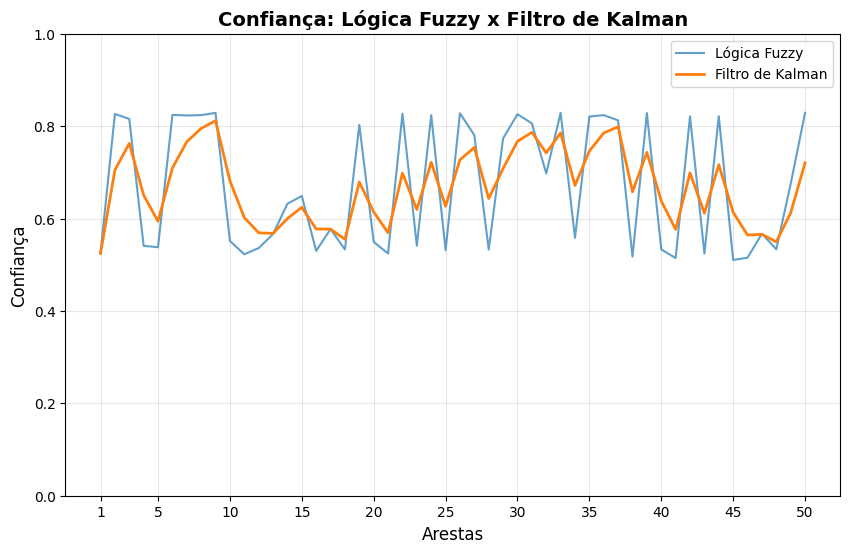 Confiança: Lógica Fuzzy x Filtro de Kalman
Lógica Fuzzy
Filtro de Kalman
Confiança
1.0
0.8
0.6
0.4
0.2
0.0
1 5 10 15 20 25 30 35 40 45 50
Arestas